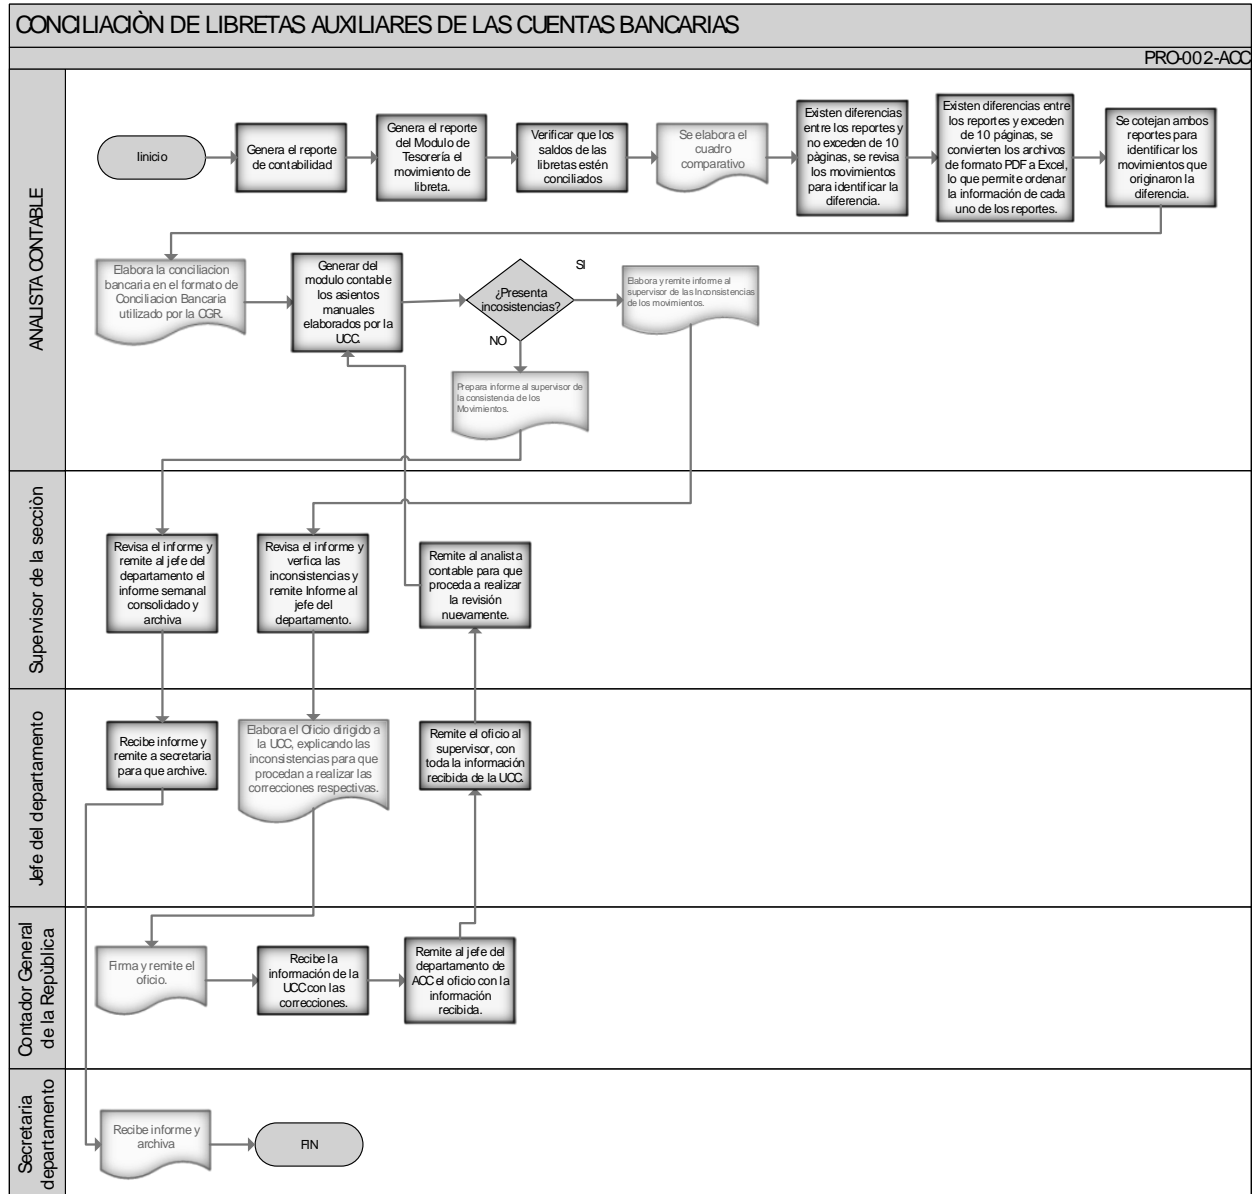 CONCILIACIÒN DE LIBRETAS AUXILIARES DE LAS CUENTAS BANCARIAS
PRO-002-ACC
ANALISTA CONTABLE
Iinicio
Genera el reporte
de contabilidad
Genera el reporte
del Modulo de
Tesorería el
movimiento de
libreta.
Verificar que los
saldos de las
libretas estén
conciliados
Se elabora el
cuadro
comparativo
Existen diferencias
entre los reportes y
no exceden de 10
pàginas, se revisa
los movimientos
para identificar la
diferencia.
Existen diferencias entre
los reportes y exceden
de 10 páginas, se
convierten los archivos
de formato PDF a Excel,
lo que permite ordenar
la información de cada
uno de los reportes.
Se cotejan ambos
reportes para
identificar los
movimientos que
originaron la
diferencia.
Elabora la conciliacion
bancaria en el formato de
Conciliacion Bancaria
utilizado por la CGR.
Generar del
modulo contable
los asientos
manuales
elaborados por la
UCC.
¿Presenta
incosistencias?
SI
NO
Elabora y remite informe al
supervisor de las Inconsistencias
de los movimientos.
Prepara informe al supervisor de
la consistencia de los
Movimientos.
Supervisor de la secciòn
Revisa el informe y
remite al jefe del
departamento el
informe semanal
consolidado y
archiva
Revisa el informe y
verfica las
inconsistencias y
remite Informe al
jefe del
departamento.
Remite al analista
contable para que
proceda a realizar
la revisión
nuevamente.
Jefe del departamento
Recibe informe y
remite a secretaria
para que archive.
Elabora el Oficio dirigido a
la UCC, explicando las
inconsistencias para que
procedan a realizar las
correcciones respectivas.
Remite el oficio al
supervisor, con
toda la información
recibida de la UCC.
Contador General
de la Repùblica
Firma y remite el
oficio.
Recibe la
información de la
UCC con las
correcciones.
Remite al jefe del
departamento de
ACC el oficio con la
información
recibida.
Secretaria
departamento
Recibe informe y
archiva
FIN